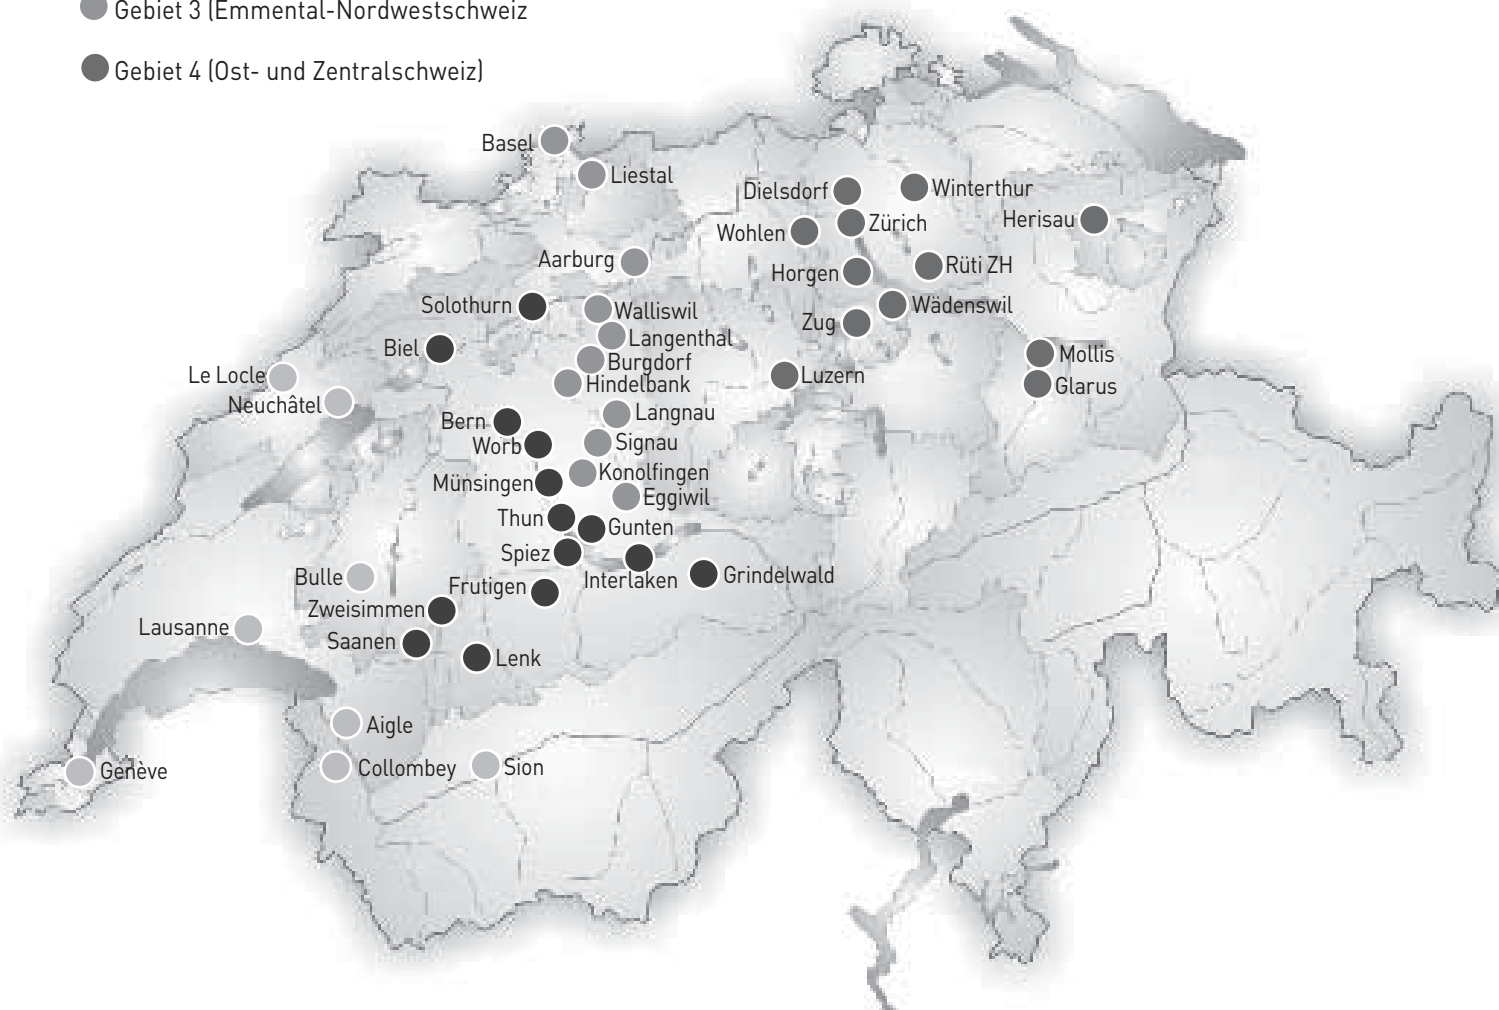 Gebiet 3 (Emmental-Nordwestschweiz
Gebiet 4 (Ost- und Zentralschweiz)
Basel
Liestal
Dielsdorf
Winterthur
Wohlen
Zürich
Herisau
Aarburg
Horgen
Rüti ZH
Solothurn
Walliswil
Wädenswil
Zug
Langenthal
Biel
Burgdorf
Mollis
Le Locle
Hindelbank
Luzern
Glarus
Neuchâtel
Langnau
Bern
Worb
Signau
Konolfingen
Münsingen
Eggiwil
Thun
Gunten
Spiez
Interlaken
Grindelwald
Bulle
Frutigen
Zweisimmen
Lausanne
Saanen
Lenk
Aigle
Genève
Collombey
Sion